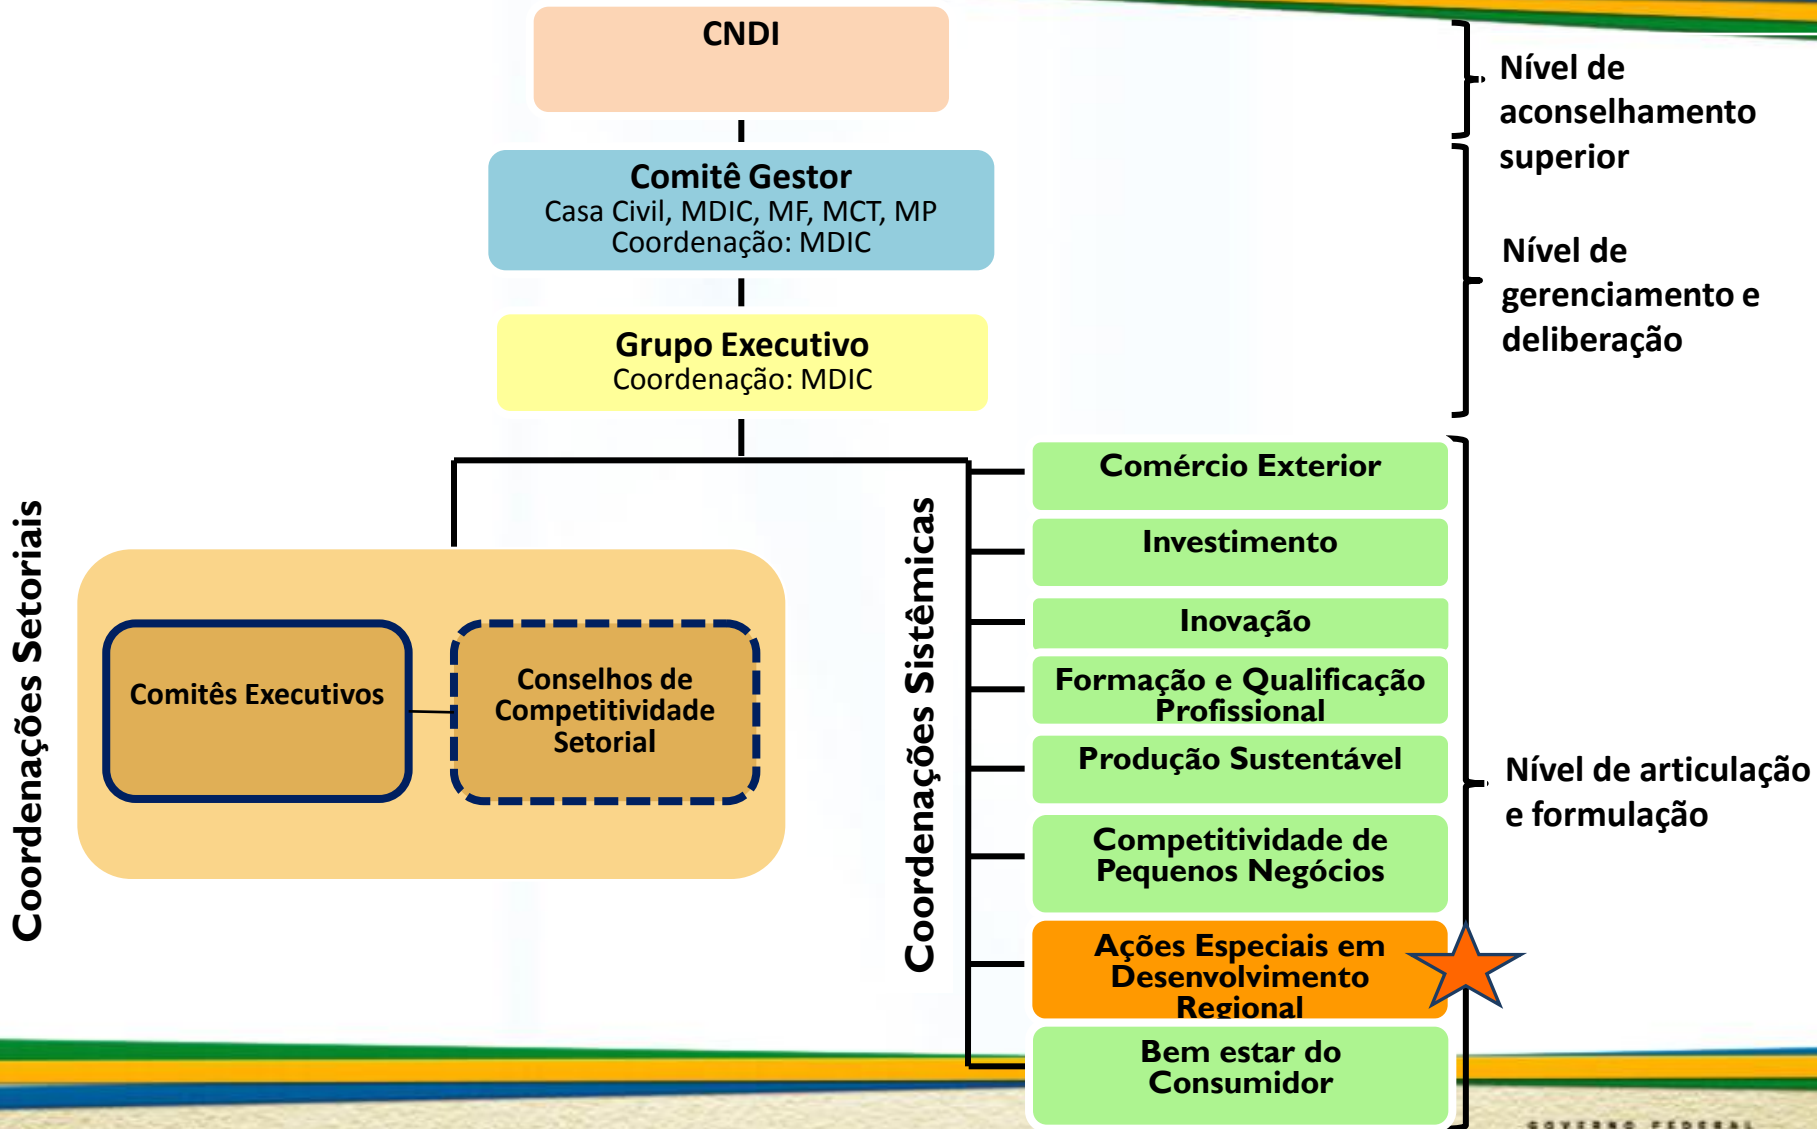 CNDI
Nível de
aconselhamento
superior
Comitê Gestor
Casa Civil, MDIC, MF, MCT, MP
Coordenação: MDIC
Nível de
gerenciamento e
deliberação
Grupo Executivo
Coordenação: MDIC
Coordenações Setoriais
Comitês Executivos
Conselhos de
Competitividade
Setorial
Coordenações Sistêmicas
Comércio Exterior
Investimento
Inovação
Formação e Qualificação
Profissional
Produção Sustentável
Competitividade de
Pequenos Negócios
Ações Especiais em
Desenvolvimento
Regional
Bem estar do
Consumidor
Nível de articulação
e formulação
GOVERNO FEDERAL